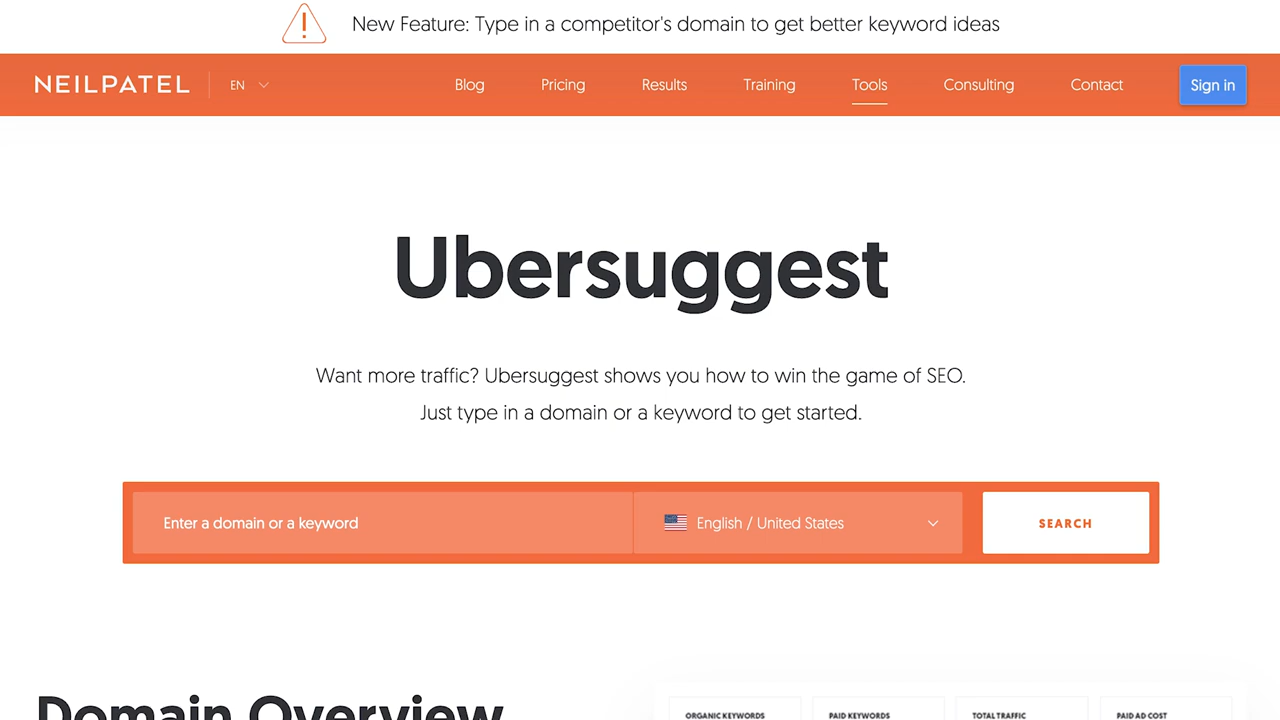 New Feature: Type in a competitor's domain to get better keyword ideas
NEILPATEL EN Blog Pricing Results Training Tools Consulting Contact Sign in
Ubersuggest
Want more traffic? Ubersuggest shows you how to win the game of SEO.
Just type in a domain or a keyword to get started.
Enter a domain or a keyword English / United States SEARCH
Domain Overview
ORGANIC KEYWORDS PAID KEYWORDS TOTAL TRAFFIC PAID AD COST